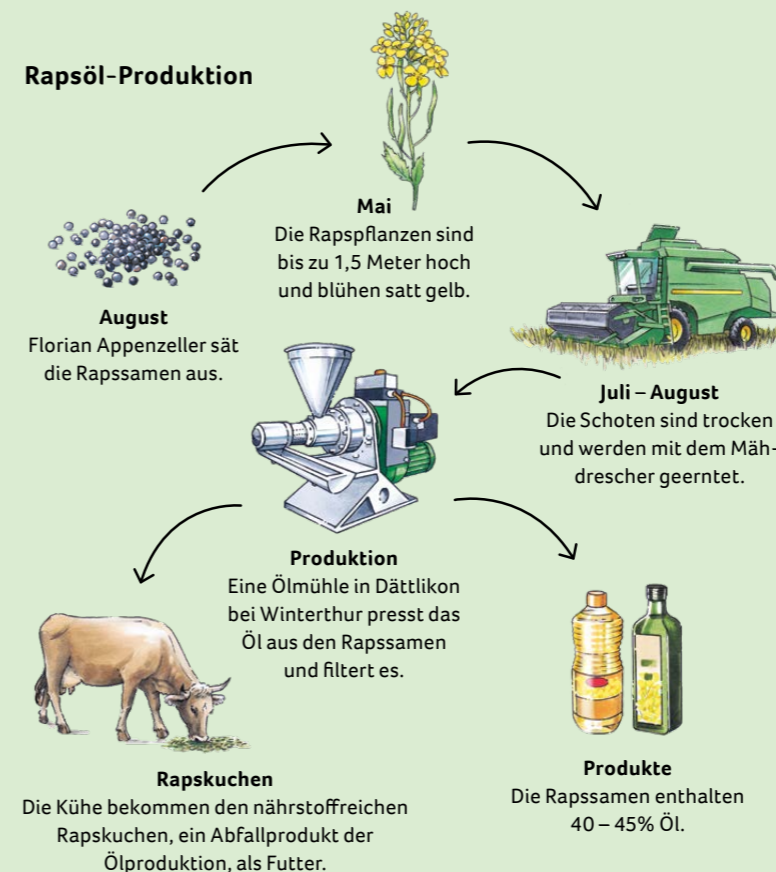 Rapsöl-Produktion
August
Florian Appenzeller sät
die Rapssamen aus.
Mai
Die Rapspflanzen sind
bis zu 1,5 Meter hoch
und blühen satt gelb.
Juli – August
Die Schoten sind trocken
und werden mit dem Mäh-
drescher geerntet.
Produktion
Eine Ölmühle in Dättlikon
bei Winterthur presst das
Öl aus den Rapssamen
und filtert es.
Rapskuchen
Die Kühe bekommen den nährstoffreichen
Rapskuchen, ein Abfallprodukt der
Ölproduktion, als Futter.
Produkte
Die Rapssamen enthalten
40 – 45% Öl.